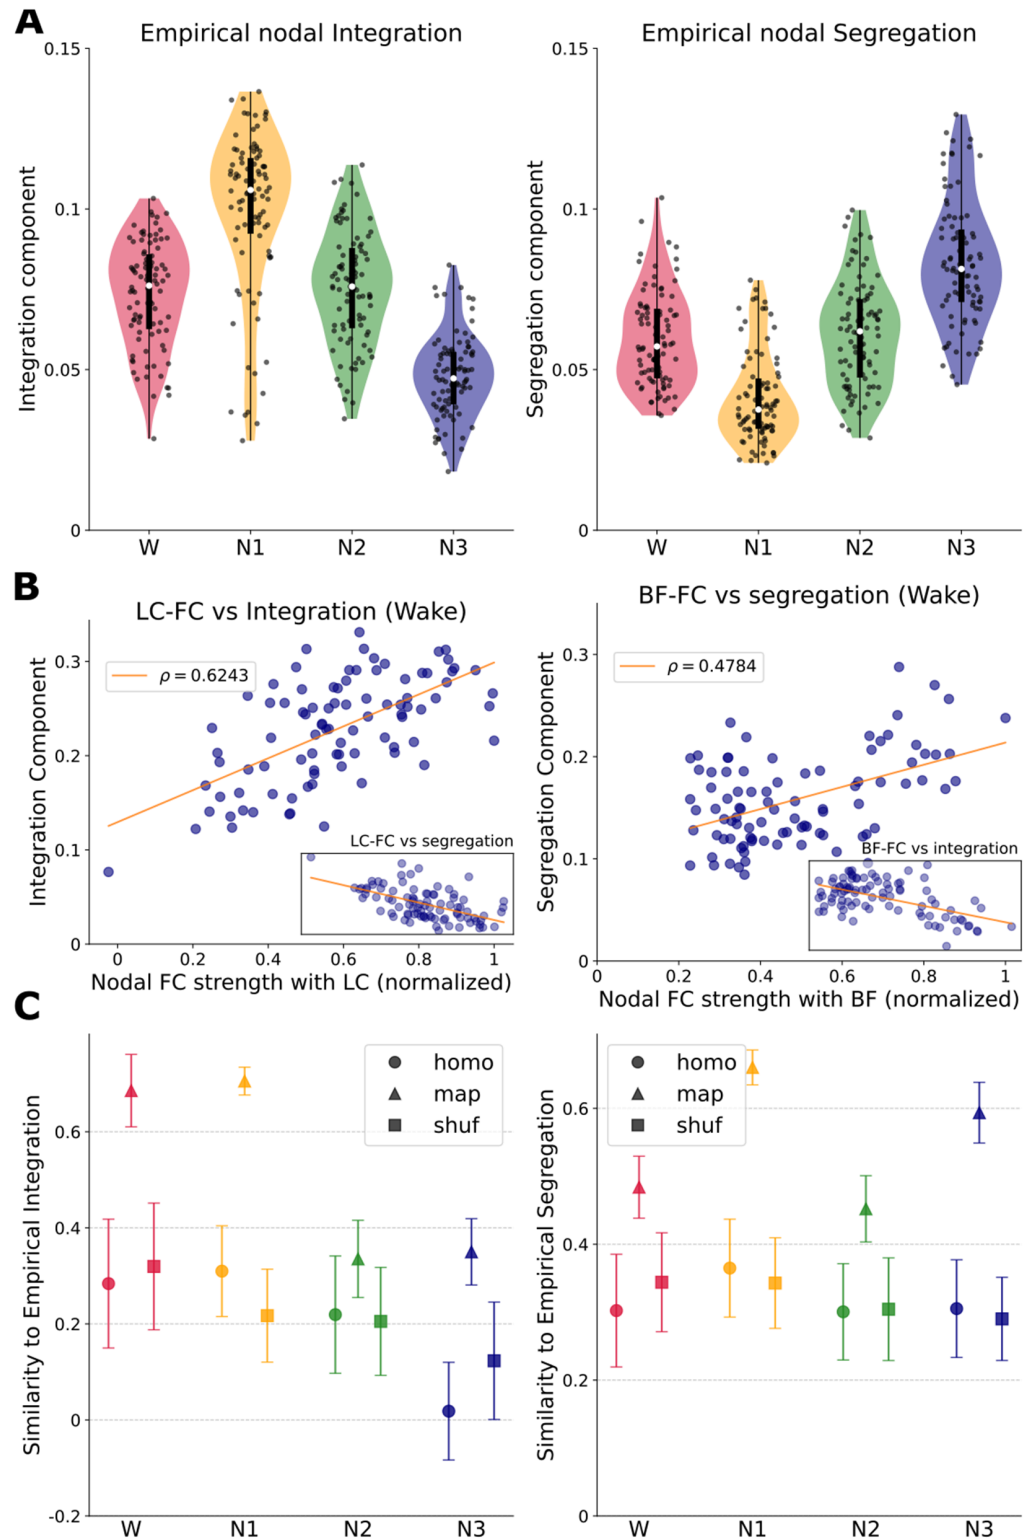 A
Empirical nodal Integration
Empirical nodal Segregation
0.15
0.1
0.05
0
Integration component
W N1 N2 N3
0.15
0.1
0.05
0
Segregation component
W N1 N2 N3
B
LC-FC vs Integration (Wake)
ρ = 0.6243
0.3
0.2
0.1
0
Integration Component
LC-FC vs segregation
0 0.2 0.4 0.6 0.8 1
Nodal FC strength with LC (normalized)
BF-FC vs segregation (Wake)
ρ = 0.4784
0.3
0.2
0.1
0
Segregation Component
BF-FC vs integration
0 0.2 0.4 0.6 0.8 1
Nodal FC strength with BF (normalized)
C
homo
map
shuf
0.6
0.4
0.2
0
-0.2
Similarity to Empirical Integration
W N1 N2 N3
homo
map
shuf
0.6
0.4
0.2
0
Similarity to Empirical Segregation
W N1 N2 N3